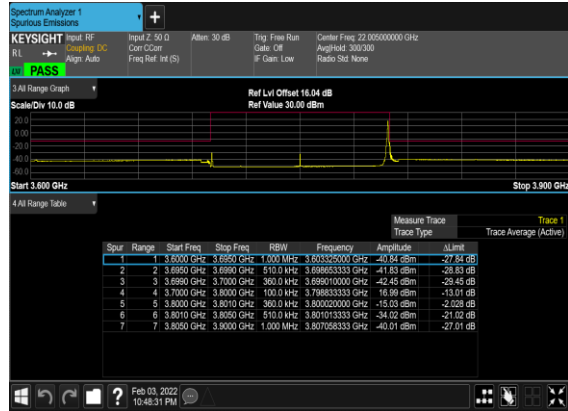 Spectrum Analyzer 1
Spurious Emissions
KEYSIGHT Input: RF Input Z: 50 Ω Atten: 30 dB Trig: Free Run Center Freq: 22.005000000 GHz
RL Coupling: DC Corr CCorr Gate: Off Avg|Hold: 300/300
Align: Auto Freq Ref: Int (S) IF Gain: Low Radio Std: None
PASS
3 All Range Graph
Ref Lvl Offset 16.04 dB
Scale/Div 10.0 dB Ref Value 30.00 dBm
20.0
0.00
-20.0
-40.0
-60.0
Start 3.600 GHz Stop 3.900 GHz
4 All Range Table
Measure Trace Trace 1
Trace Type Trace Average (Active)
Spur Range Start Freq Stop Freq RBW Frequency Amplitude ΔLimit
1 1 3.6000 GHz 3.6950 GHz 1.000 MHz 3.603325000 GHz -40.84 dBm -27.84 dB
2 2 3.6950 GHz 3.6990 GHz 510.0 kHz 3.698653333 GHz -41.83 dBm -28.83 dB
3 3 3.6990 GHz 3.7000 GHz 360.0 kHz 3.699010000 GHz -42.45 dBm -29.45 dB
4 4 3.7000 GHz 3.8000 GHz 100.0 kHz 3.798833333 GHz 16.99 dBm -13.01 dB
5 5 3.8000 GHz 3.8010 GHz 360.0 kHz 3.800020000 GHz -15.03 dBm -2.028 dB
6 6 3.8010 GHz 3.8050 GHz 510.0 kHz 3.801013333 GHz -34.02 dBm -21.02 dB
7 7 3.8050 GHz 3.9000 GHz 1.000 MHz 3.807058333 GHz -40.01 dBm -27.01 dB
Feb 03, 2022
10:48:31 PM